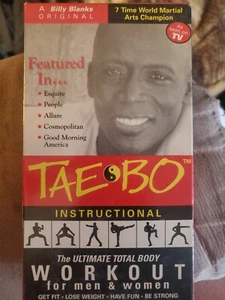 A Billy Blanks ORIGINAL
7 Time World Martial Arts Champion
As seen on TV
Featured
In...
• Esquire
• People
• Allure
• Cosmopolitan
• Good Morning
America
TAE BO™
INSTRUCTIONAL
The ULTIMATE TOTAL BODY
WORKOUT
for men & women
GET FIT • LOSE WEIGHT • HAVE FUN • BE STRONG